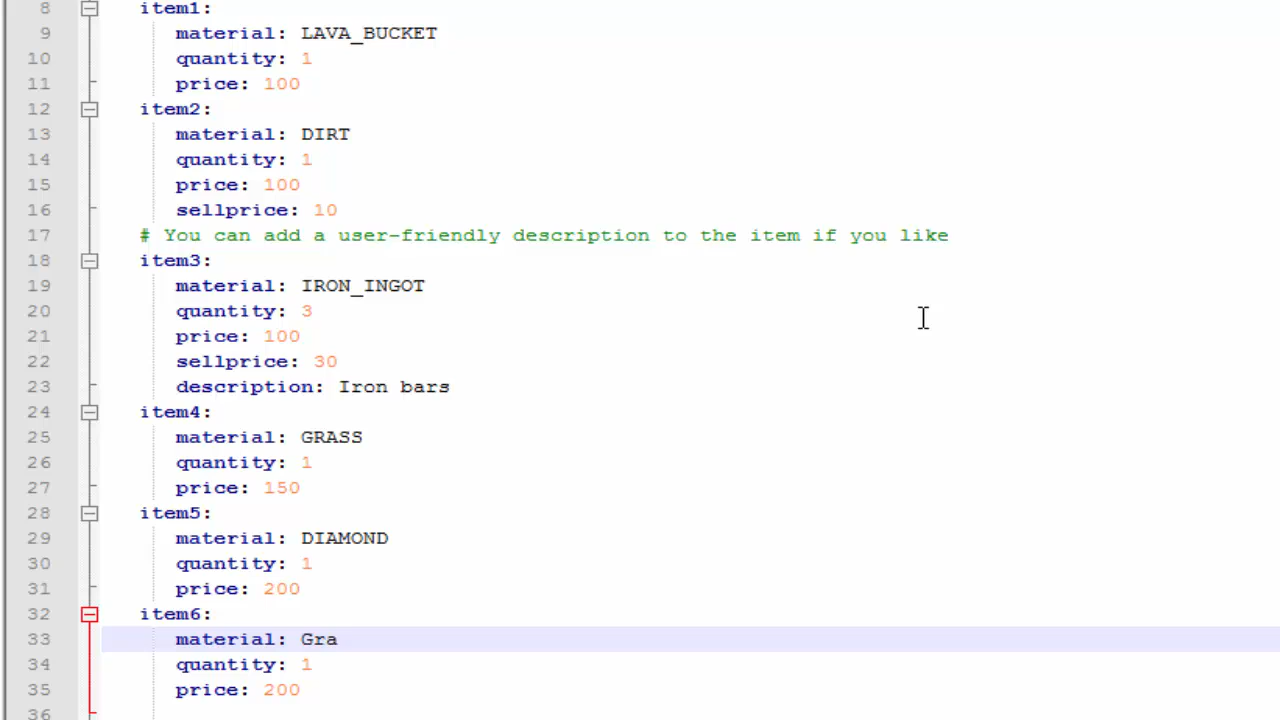 8 item1:
9 material: LAVA_BUCKET
10 quantity: 1
11 price: 100
12 item2:
13 material: DIRT
14 quantity: 1
15 price: 100
16 sellprice: 10
17 # You can add a user-friendly description to the item if you like
18 item3:
19 material: IRON_INGOT
20 quantity: 3
21 price: 100
22 sellprice: 30
23 description: Iron bars
24 item4:
25 material: GRASS
26 quantity: 1
27 price: 150
28 item5:
29 material: DIAMOND
30 quantity: 1
31 price: 200
32 item6:
33 material: Gra
34 quantity: 1
35 price: 200
36